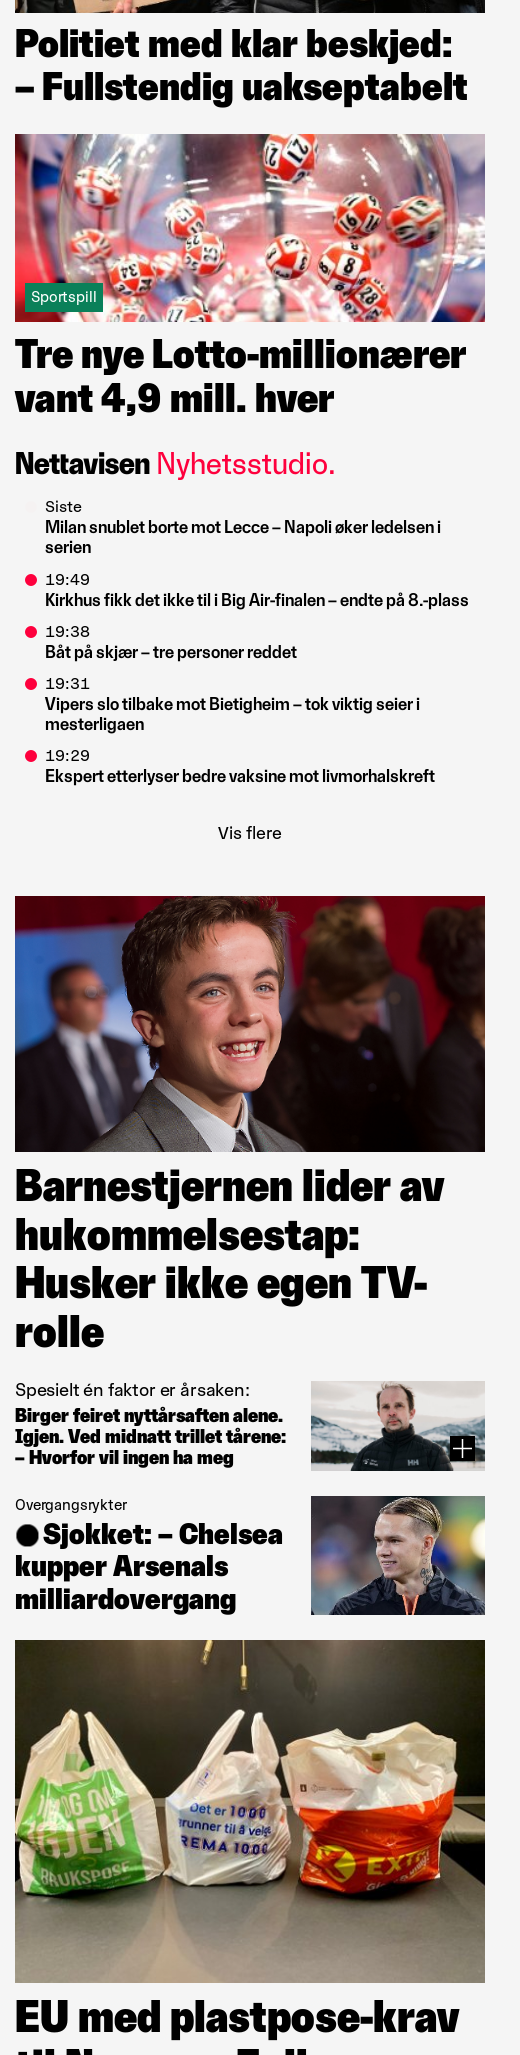 Politiet med klar beskjed:
– Fullstendig uakseptabelt
21
16
8
34
28
Sportspill
Tre nye Lotto-millionærer
vant 4,9 mill. hver
Nettavisen Nyhetsstudio.
Siste
Milan snublet borte mot Lecce – Napoli øker ledelsen i
serien
19:49
Kirkhus fikk det ikke til i Big Air-finalen – endte på 8.-plass
19:38
Båt på skjær – tre personer reddet
19:31
Vipers slo tilbake mot Bietigheim – tok viktig seier i
mesterligaen
19:29
Ekspert etterlyser bedre vaksine mot livmorhalskreft
Vis flere
Barnestjernen lider av
hukommelsestap:
Husker ikke egen TV-
rolle
Spesielt én faktor er årsaken:
Birger feiret nyttårsaften alene.
Igjen. Ved midnatt trillet tårene:
– Hvorfor vil ingen ha meg
HH
Overgangsrykter
Sjokket: – Chelsea
kupper Arsenals
milliardovergang
OG OM
IGJEN
BRUKSPOSE
Det er 1000
grunner til å velge
REMA 1000
EXTRA
EU med plastpose-krav